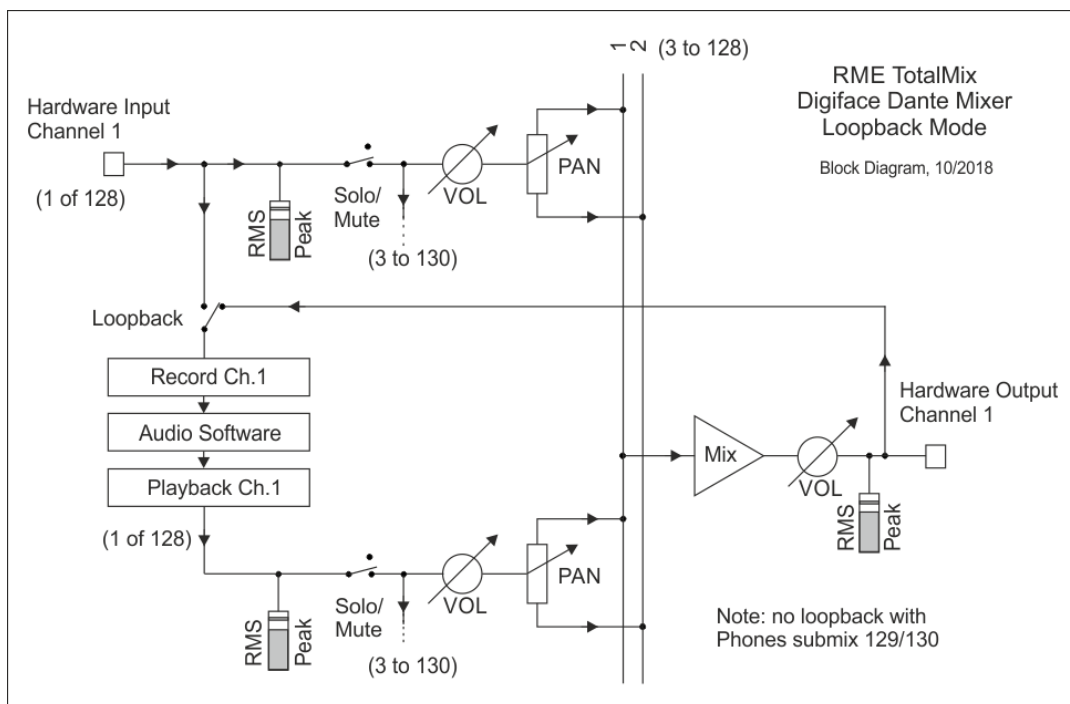 1 2 (3 to 128)
RME TotalMix
Digiface Dante Mixer
Loopback Mode
Block Diagram, 10/2018
Hardware Input
Channel 1
(1 of 128)
RMS
Peak
Solo/
Mute
(3 to 130)
VOL
PAN
Loopback
Record Ch.1
Audio Software
Playback Ch.1
(1 of 128)
Mix
VOL
Hardware Output
Channel 1
RMS
Peak
RMS
Peak
Solo/
Mute
(3 to 130)
VOL
PAN
Note: no loopback with
Phones submix 129/130